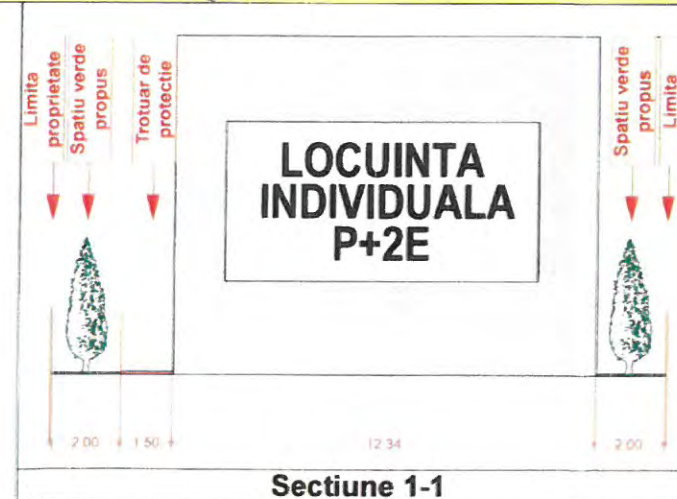 Limita
proprietate
Spatiu verde
propus
Trotuar de
protectie
LOCUINTA
INDIVIDUALA
P+2E
Spatiu verde
propus
Limita
2.00
1.50
12.34
2.00
Sectiune 1-1